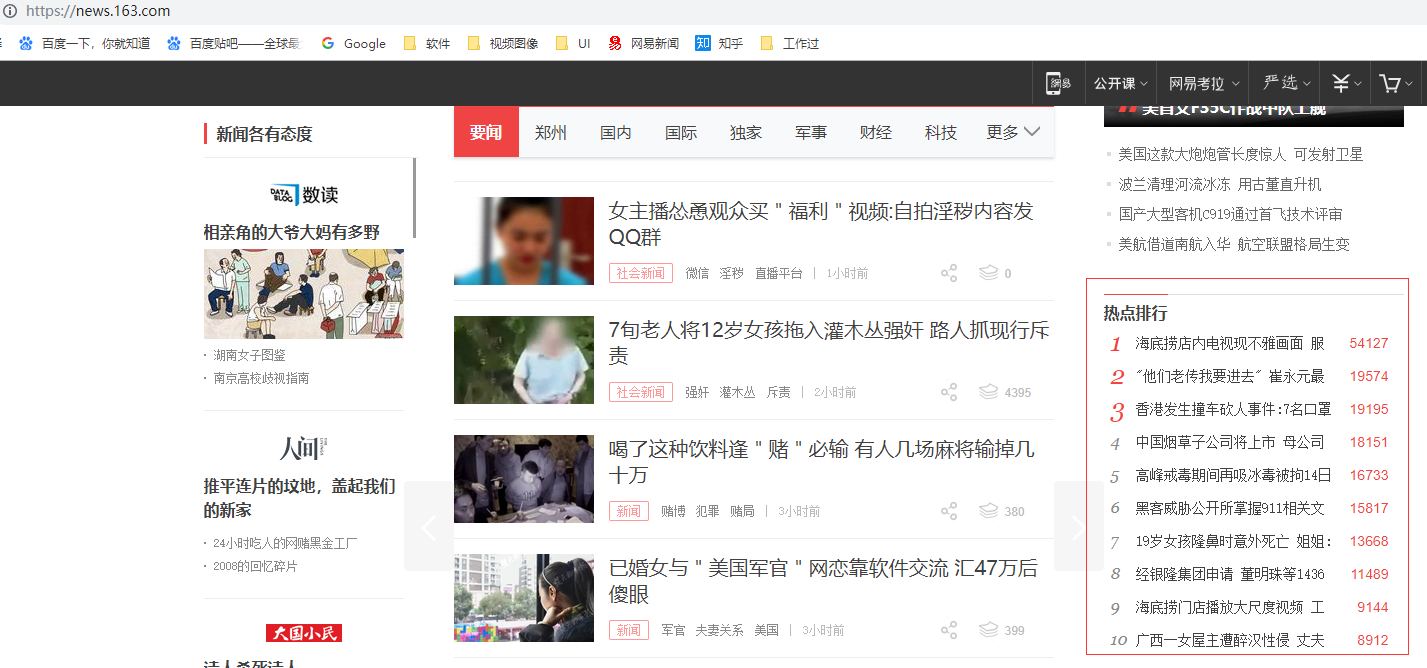 https://news.163.com
百度一下，你就知道 百度贴吧——全球最 Google 软件 视频图像 UI 网易新闻 知 知乎 工作过
網易 公开课 网易考拉 严选
新闻各有态度
DATA BLOG 数读
相亲角的大爷大妈有多野
· 湖南女子图鉴
· 南京高校歧视指南
人间
推平连片的坟地，盖起我们
的新家
· 24小时吃人的网赌黑金工厂
· 2008的回忆碎片
大国小民
要闻 郑州 国内 国际 独家 军事 财经 科技 更多
女主播怂恿观众买＂福利＂视频:自拍淫秽内容发
QQ群
社会新闻 微信 淫秽 直播平台 | 1小时前 0
7旬老人将12岁女孩拖入灌木丛强奸 路人抓现行斥
责
社会新闻 强奸 灌木丛 斥责 | 2小时前 4395
喝了这种饮料逢＂赌＂必输 有人几场麻将输掉几
十万
新闻 赌博 犯罪 赌局 | 3小时前 380
已婚女与＂美国军官＂网恋靠软件交流 汇47万后
傻眼
新闻 军官 夫妻关系 美国 | 3小时前 399
美国这款大炮炮管长度惊人 可发射卫星
波兰清理河流冰冻 用古董直升机
国产大型客机C919通过首飞技术评审
美航借道南航入华 航空联盟格局生变
热点排行
1 海底捞店内电视现不雅画面 服 54127
2 "他们老传我要进去" 崔永元最 19574
3 香港发生撞车砍人事件:7名口罩 19195
4 中国烟草子公司将上市 母公司 18151
5 高峰戒毒期间再吸冰毒被拘14日 16733
6 黑客威胁公开所掌握911相关文 15817
7 19岁女孩隆鼻时意外死亡 姐姐: 13668
8 经银隆集团申请 董明珠等1436 11489
9 海底捞门店播放大尺度视频 工 9144
10 广西一女屋主遭醉汉性侵 丈夫 8912